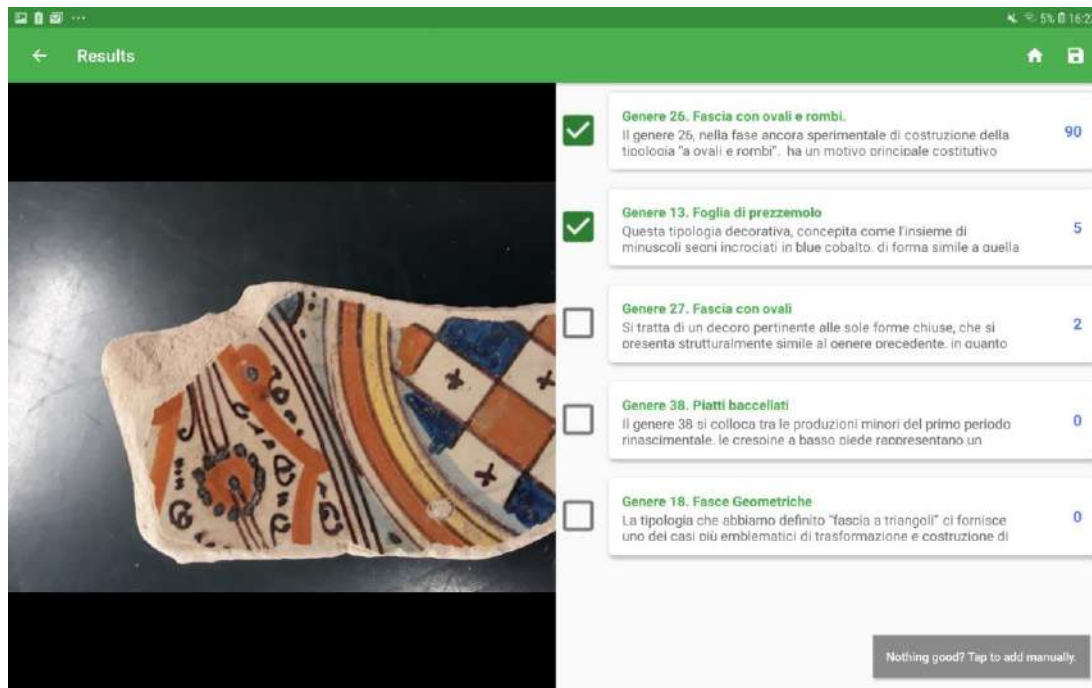 5% 16:2
Results
Genere 26. Fascia con ovali e rombi.
Il genere 26, nella fase ancora sperimentale di costruzione della
tipologia "a ovali e rombi", ha un motivo principale costitutivo
90
Genere 13. Foglia di prezzemolo
Questa tipologia decorativa, concepita come l'insieme di
minuscoli segni incrociati in blue cobalto, di forma simile a quella
5
Genere 27. Fascia con ovali
Si tratta di un decoro pertinente alle sole forme chiuse, che si
presenta strutturalmente simile al genere precedente, in quanto
2
Genere 38. Piatti baccellati
Il genere 38 si colloca tra le produzioni minori del primo periodo
rinascimentale, le crespine a basso piede rappresentano un
0
Genere 18. Fasce Geometriche
La tipologia che abbiamo definito "fascia a triangoli" ci fornisce
uno dei casi più emblematici di trasformazione e costruzione di
0
Nothing good? Tap to add manually.